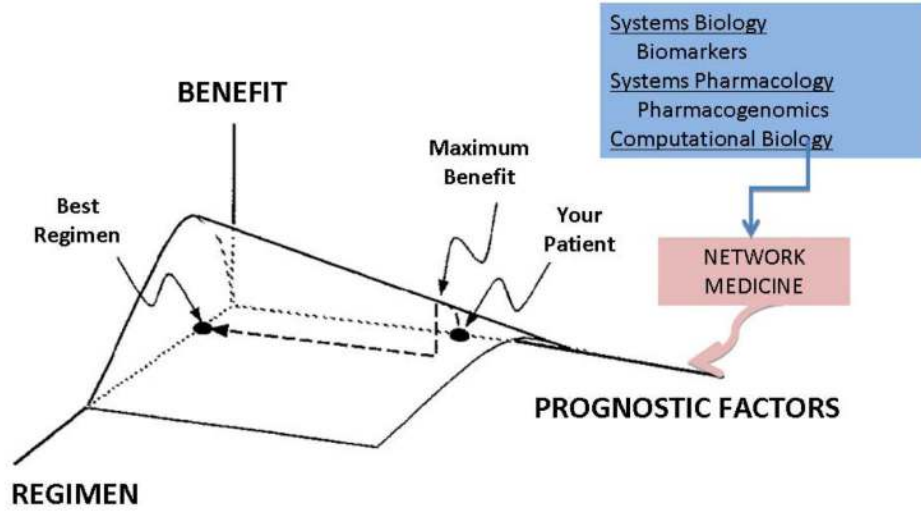 Systems Biology
Biomarkers
Systems Pharmacology
Pharmacogenomics
Computational Biology
BENEFIT
Maximum
Benefit
Best
Regimen
Your
Patient
NETWORK
MEDICINE
PROGNOSTIC FACTORS
REGIMEN